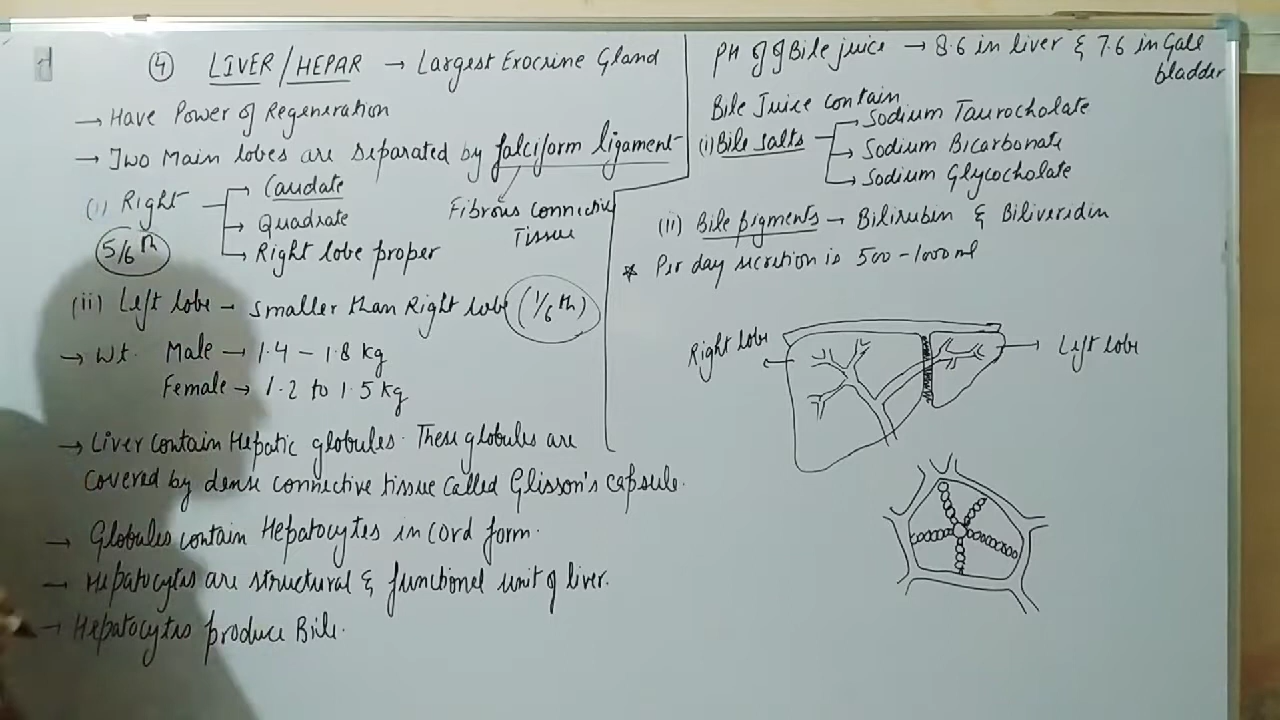 ④ LIVER/HEPAR → Largest Exocrine Gland
→ Have Power of Regeneration
→ Two Main lobes are separated by falciform ligament
Fibrous connective
Tissue
(i) Right → Caudate
→ Quadrate
→ Right lobe proper
5/6 th
(ii) Left lobe – smaller than Right lobe (1/6 th)
→ Wt. Male → 1.4 – 1.8 kg
Female → 1.2 to 1.5 kg
→ Liver contain Hepatic globules. These globules are
covered by dense connective tissue called Glisson's capsule.
→ Globules contain Hepatocytes in cord form.
→ Hepatocytes are structural & functional unit of liver.
→ Hepatocytes produce Bile.
PH of of Bile juice → 8.6 in liver & 7.6 in Gall
bladder
Bile Juice contain
(i) Bile salts → Sodium Taurocholate
→ Sodium Bicarbonate
→ Sodium Glycocholate
(ii) Bile pigments → Bilirubin & Biliveridin
* Per day secretion is 500 – 1000 ml
Right lobe
Left lobe